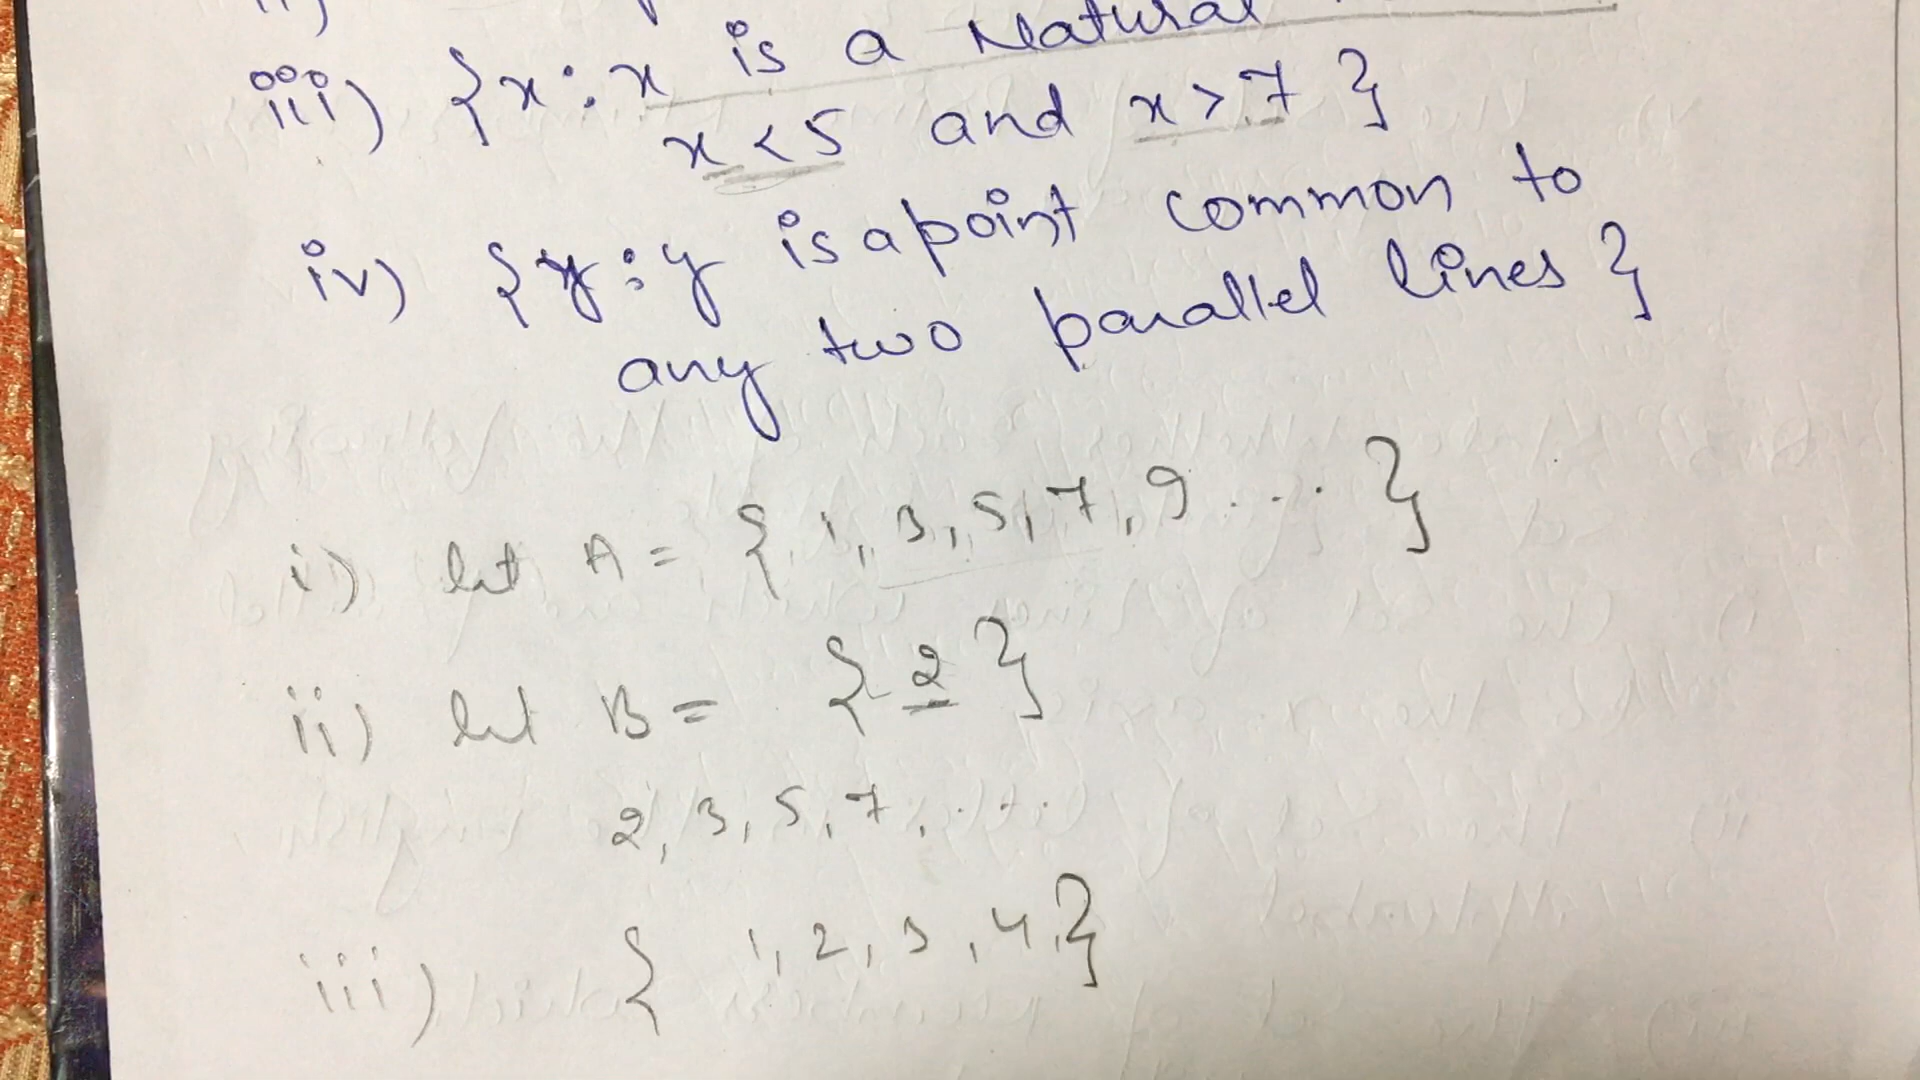 iii) {x : x is a Natural
x < 5 and x > 7 }
iv) {y : y is a point common to
any two parallel lines }
i) let A = { 1, 3, 5, 7, 9 ... }
ii) let B = { 2 }
2, 3, 5, 7, ...
iii) { 1, 2, 3, 4, }